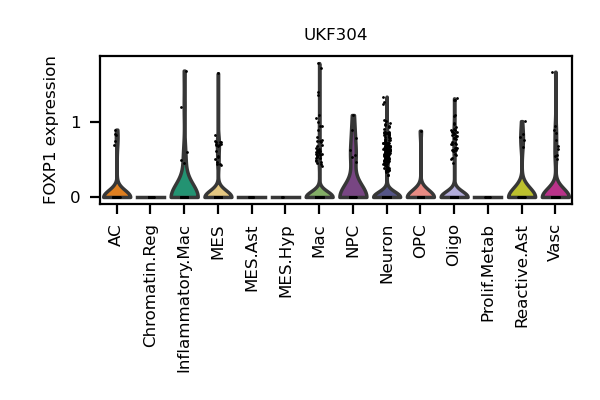 UKF304
FOXP1 expression
1
0
AC
Chromatin.Reg
Inflammatory.Mac
MES
MES.Ast
MES.Hyp
Mac
NPC
Neuron
OPC
Oligo
Prolif.Metab
Reactive.Ast
Vasc